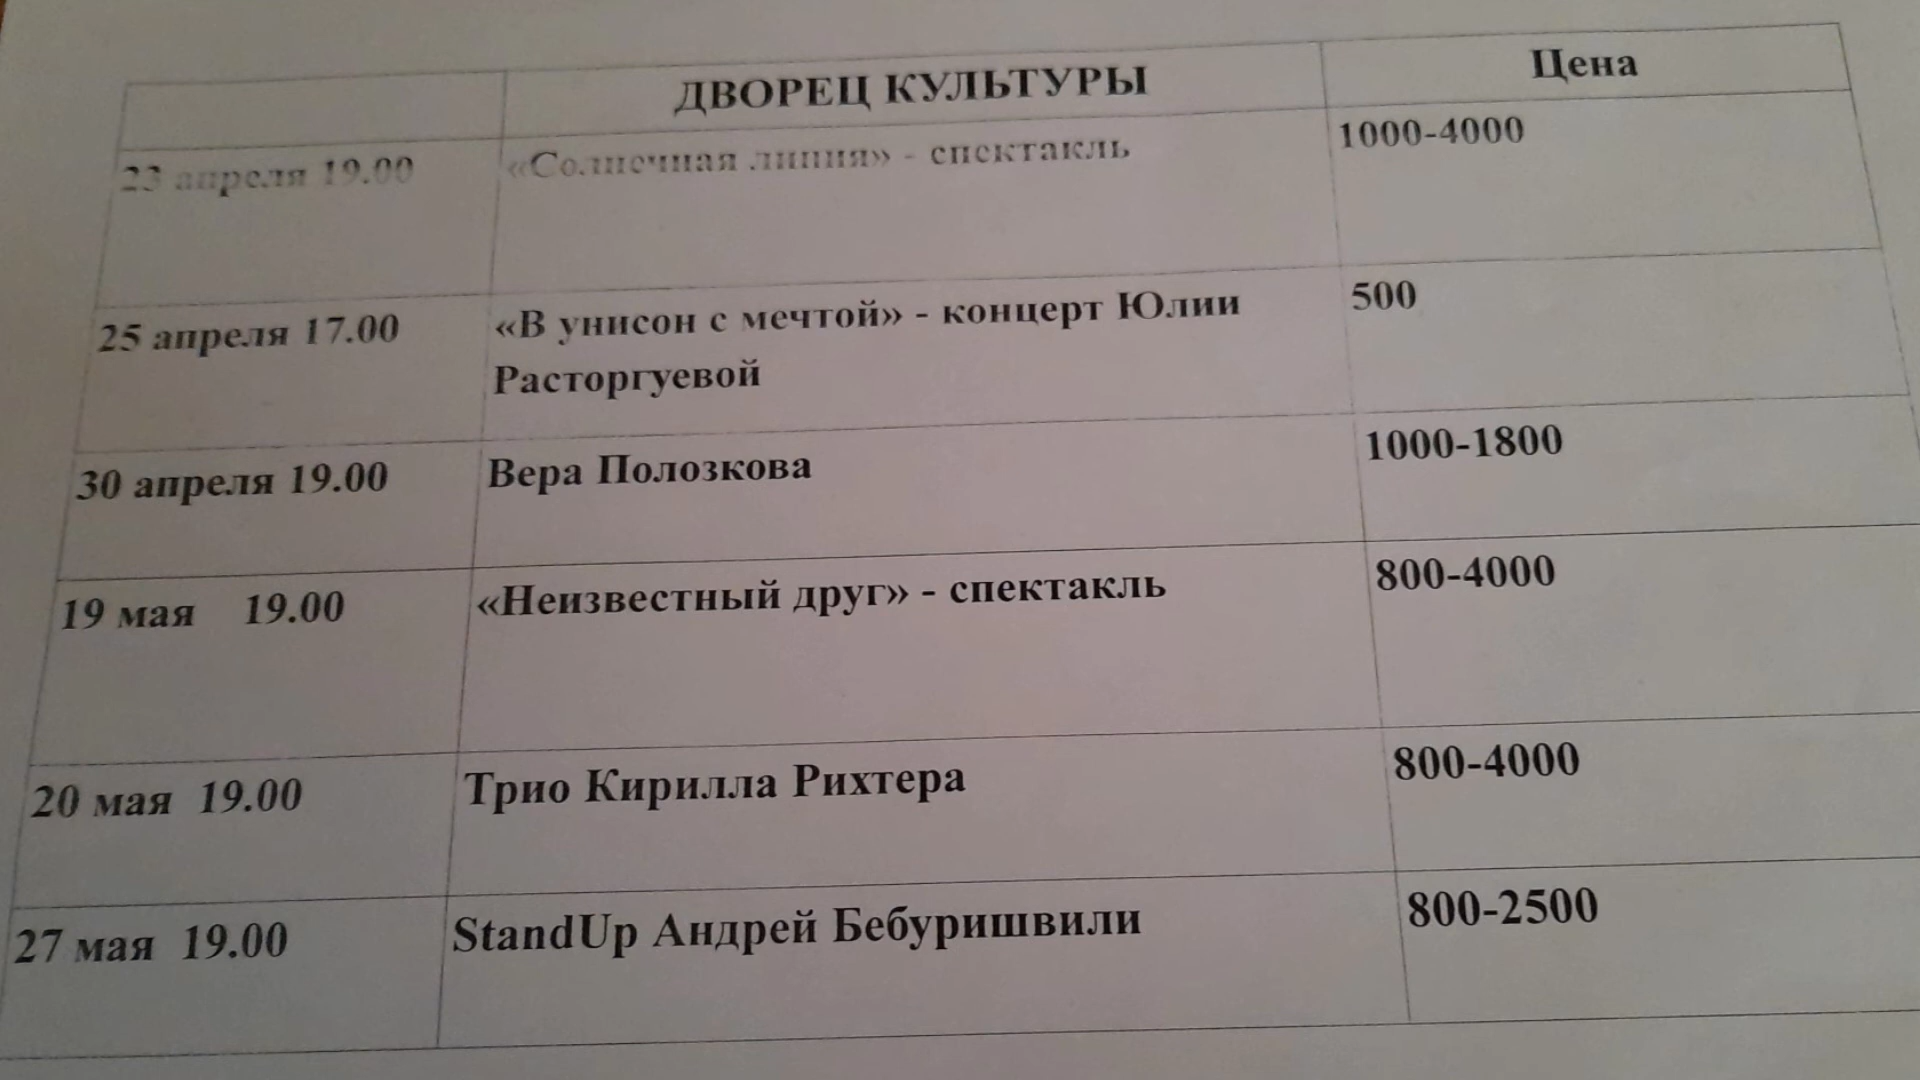 ДВОРЕЦ КУЛЬТУРЫ Цена
23 апреля 19.00 «Солнечная линия» - спектакль 1000-4000
25 апреля 17.00 «В унисон с мечтой» - концерт Юлии 500
Расторгуевой
30 апреля 19.00 Вера Полозкова 1000-1800
19 мая 19.00 «Неизвестный друг» - спектакль 800-4000
20 мая 19.00 Трио Кирилла Рихтера 800-4000
27 мая 19.00 StandUp Андрей Бебуришвили 800-2500